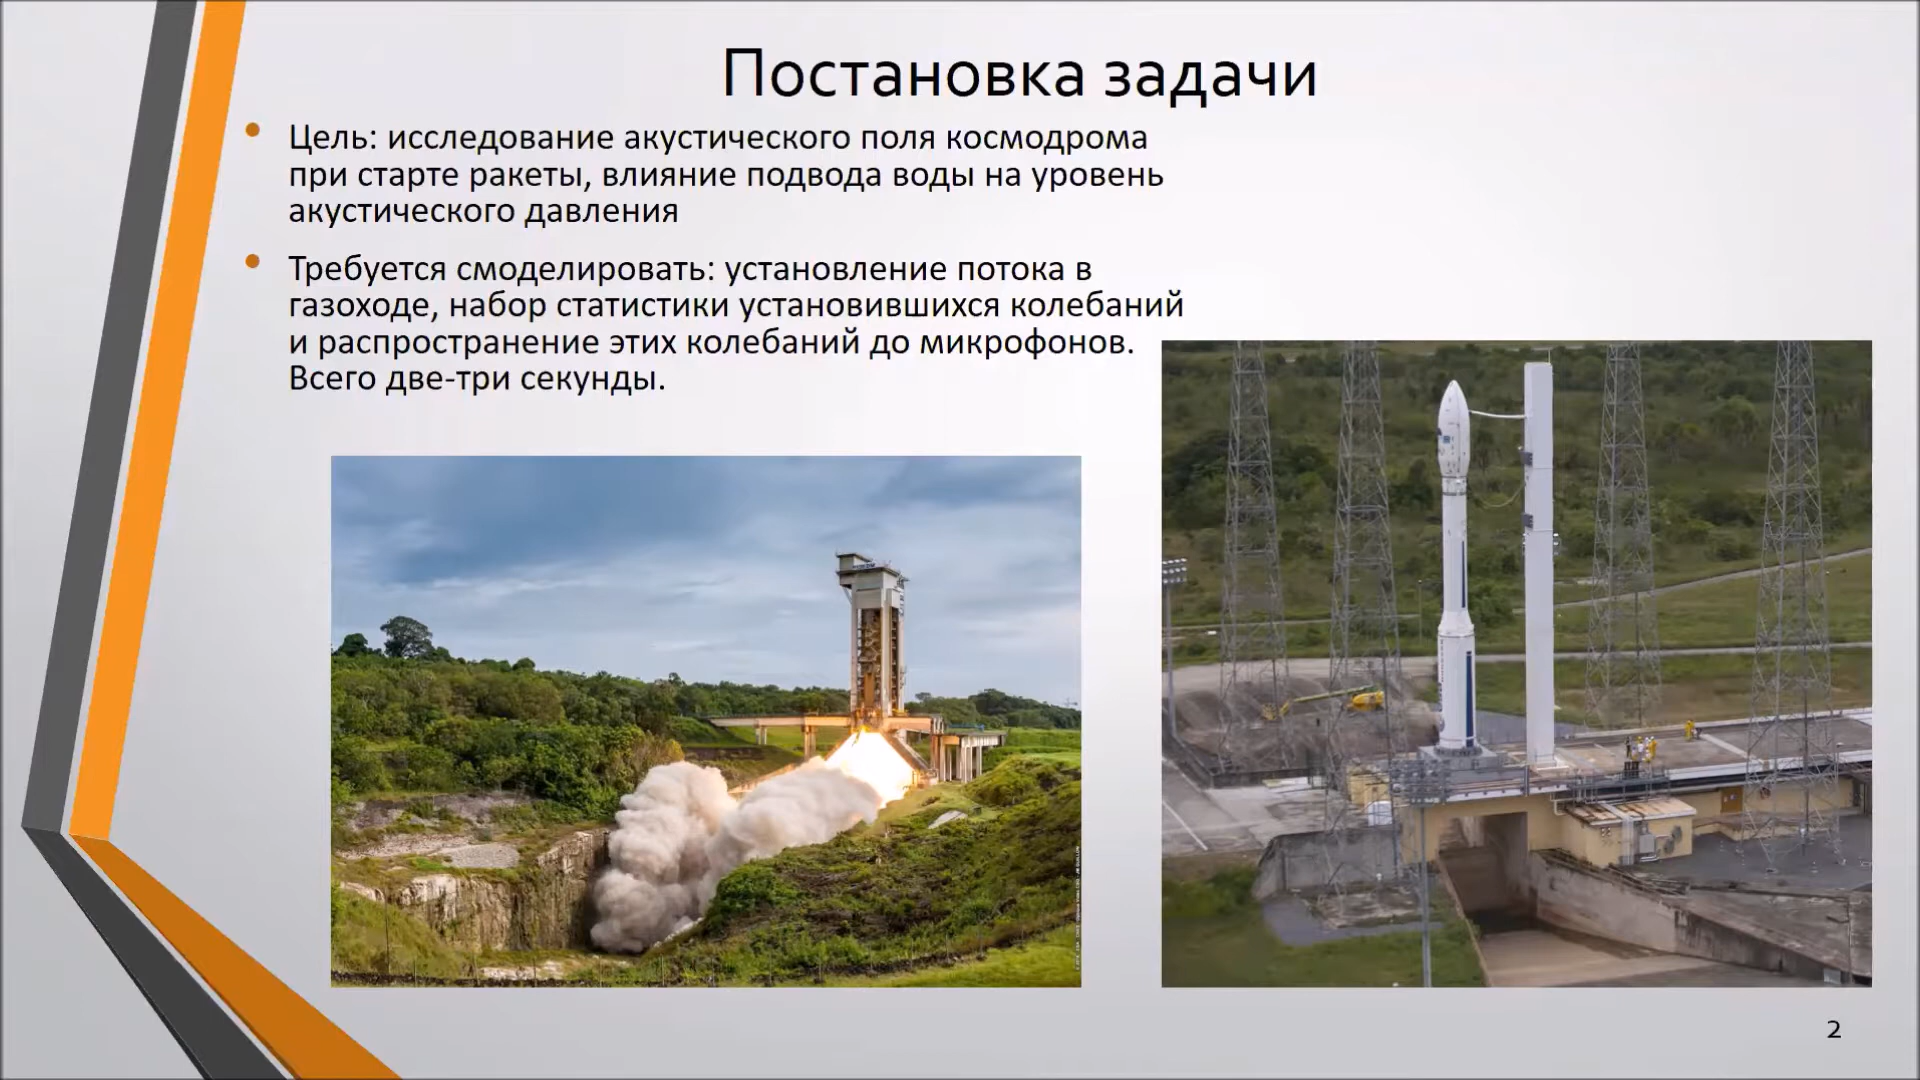 Постановка задачи
Цель: исследование акустического поля космодрома
при старте ракеты, влияние подвода воды на уровень
акустического давления
Требуется смоделировать: установление потока в
газоходе, набор статистики установившихся колебаний
и распространение этих колебаний до микрофонов.
Всего две-три секунды.
2